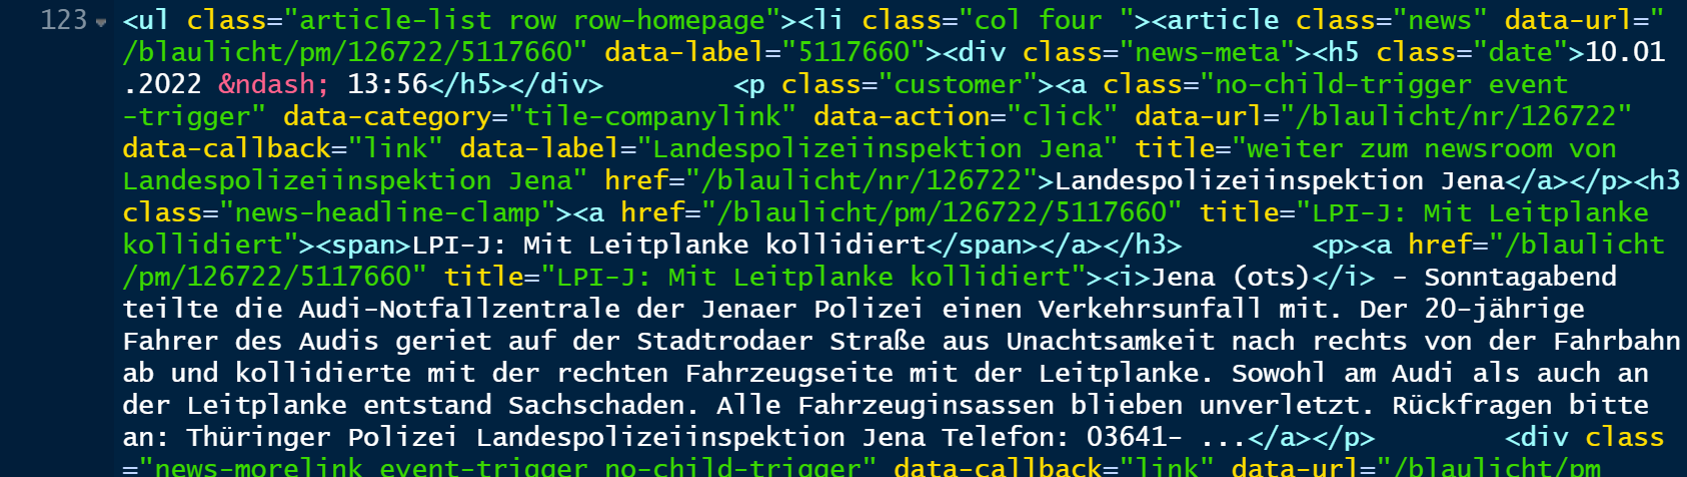 123 <ul class="article-list row row-homepage"><li class="col four "><article class="news" data-url="
/blaulicht/pm/126722/5117660" data-label="5117660"><div class="news-meta"><h5 class="date">10.01
.2022 &ndash; 13:56</h5></div>        <p class="customer"><a class="no-child-trigger event
-trigger" data-category="tile-companylink" data-action="click" data-url="/blaulicht/nr/126722"
data-callback="link" data-label="Landespolizeiinspektion Jena" title="weiter zum newsroom von
Landespolizeiinspektion Jena" href="/blaulicht/nr/126722">Landespolizeiinspektion Jena</a></p><h3
class="news-headline-clamp"><a href="/blaulicht/pm/126722/5117660" title="LPI-J: Mit Leitplanke
kollidiert"><span>LPI-J: Mit Leitplanke kollidiert</span></a></h3>        <p><a href="/blaulicht
/pm/126722/5117660" title="LPI-J: Mit Leitplanke kollidiert"><i>Jena (ots)</i> - Sonntagabend
teilte die Audi-Notfallzentrale der Jenaer Polizei einen Verkehrsunfall mit. Der 20-jährige
Fahrer des Audis geriet auf der Stadtrodaer Straße aus Unachtsamkeit nach rechts von der Fahrbahn
ab und kollidierte mit der rechten Fahrzeugseite mit der Leitplanke. Sowohl am Audi als auch an
der Leitplanke entstand Sachschaden. Alle Fahrzeuginsassen blieben unverletzt. Rückfragen bitte
an: Thüringer Polizei Landespolizeiinspektion Jena Telefon: 03641- ...</a></p>        <div class
="news-morelink event-trigger no-child-trigger" data-callback="link" data-url="/blaulicht/pm